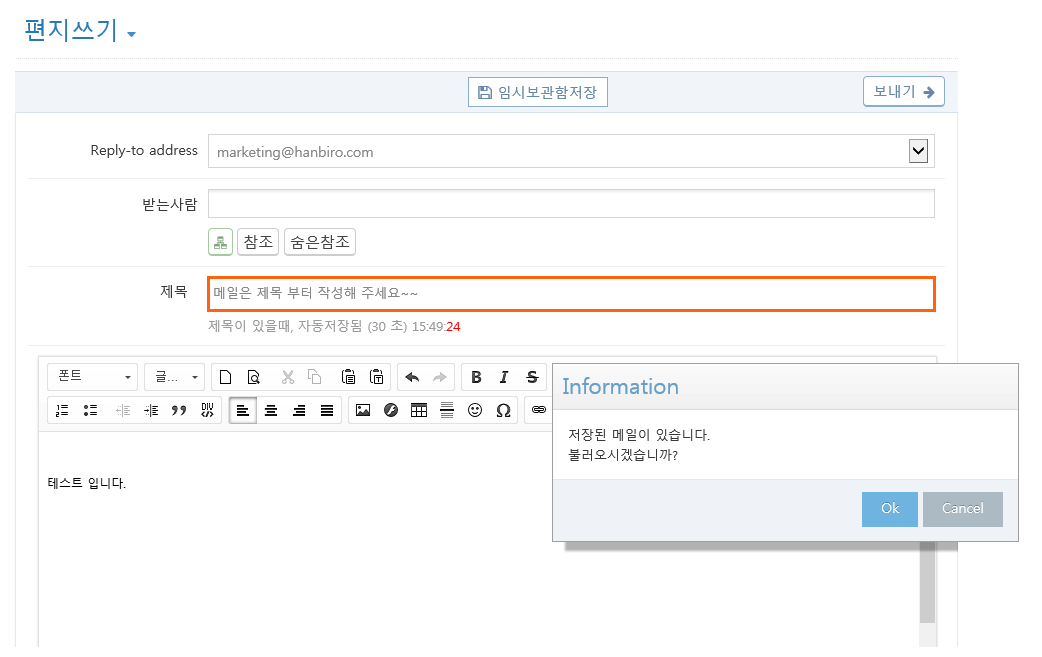 편지쓰기
임시보관함저장
보내기
Reply-to address
marketing@hanbiro.com
받는사람
참조 숨은참조
제목
메일은 제목 부터 작성해 주세요~~
제목이 있을때, 자동저장됨 (30 초) 15:49:24
폰트 글... B I S
DIV Ω
테스트 입니다.
Information
저장된 메일이 있습니다.
불러오시겠습니까?
Ok Cancel